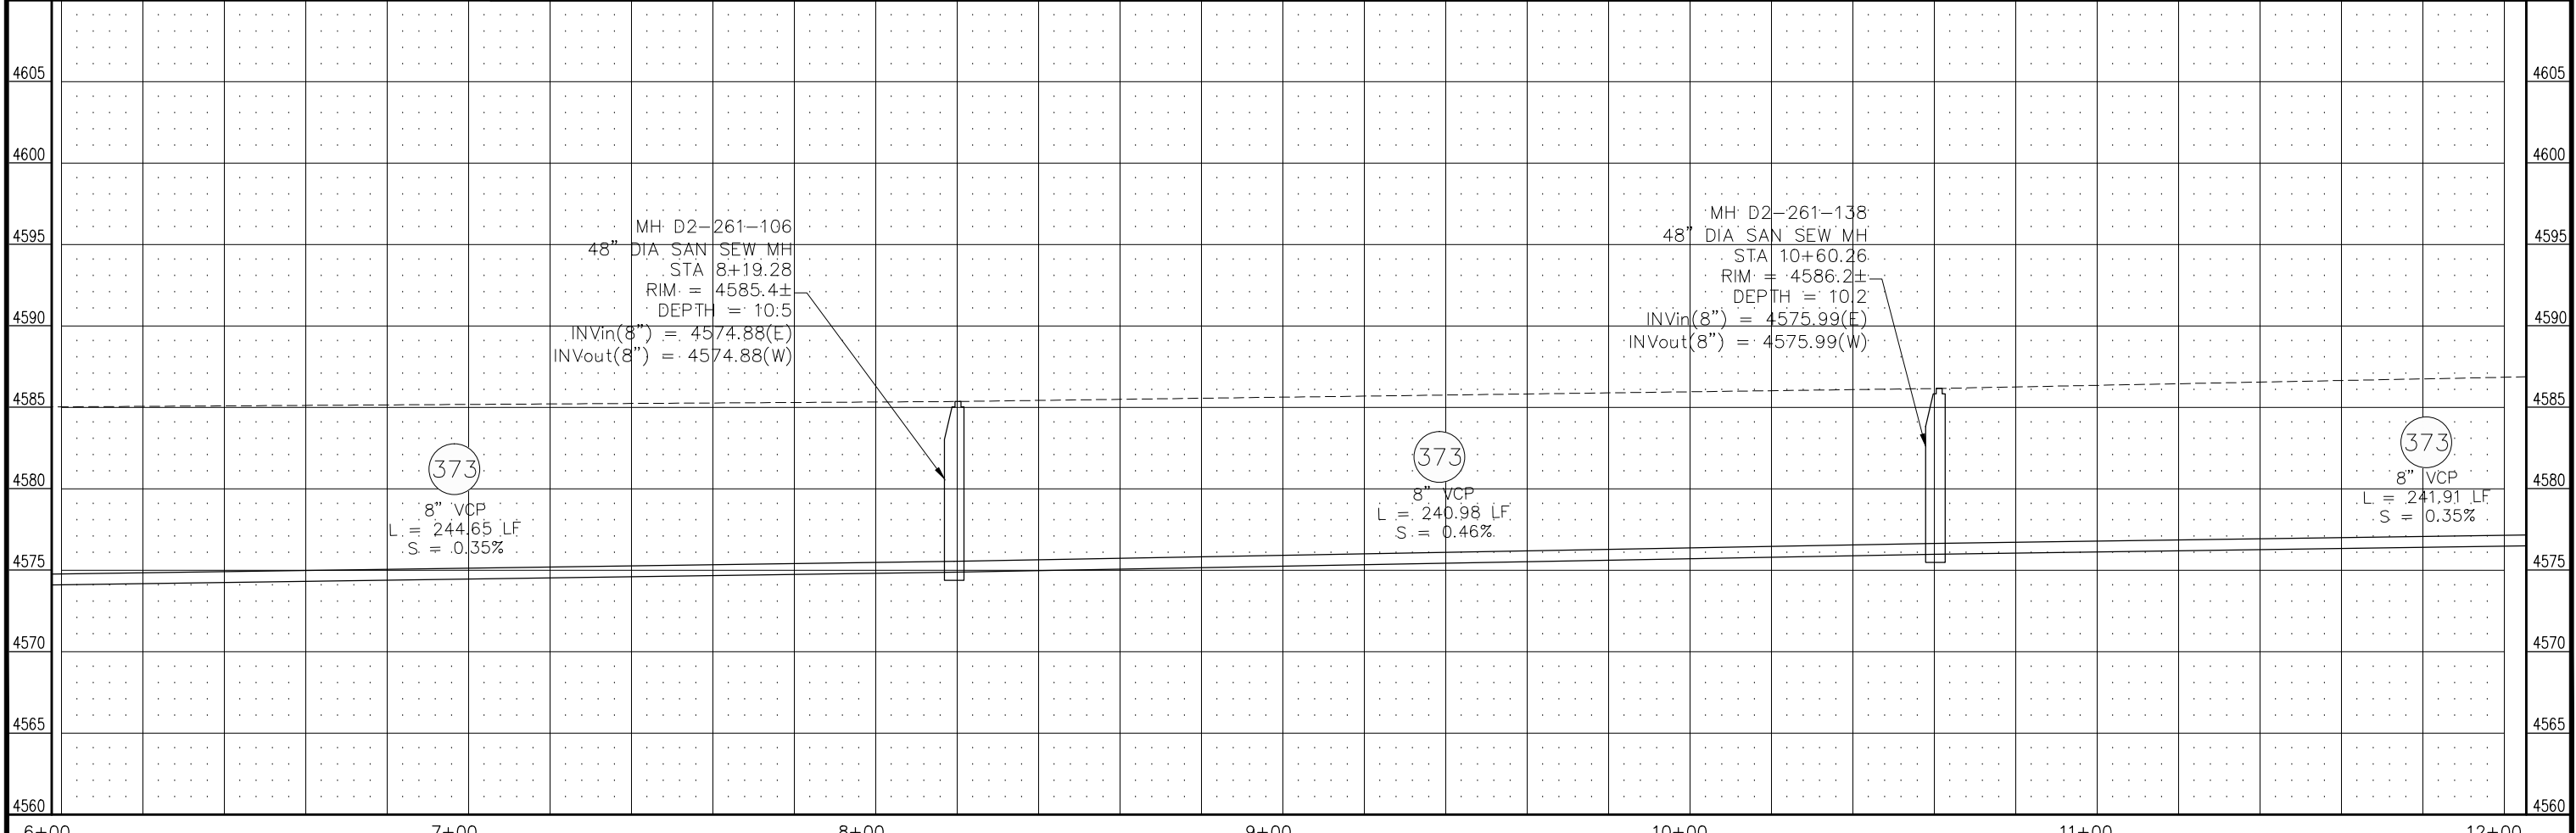 4605
4600
4595
4590
4585
4580
4575
4570
4565
4560
MH D2-261-106
48" DIA SAN SEW MH
STA 8+19.28
RIM = 4585.4±
DEPTH = 10.5
INVin(8") = 4574.88(E)
INVout(8") = 4574.88(W)
MH D2-261-138
48" DIA SAN SEW MH
STA 10+60.26
RIM = 4586.2±
DEPTH = 10.2
INVin(8") = 4575.99(E)
INVout(8") = 4575.99(W)
373
8" VCP
L = 244.65 LF
S = 0.35%
373
8" VCP
L = 240.98 LF
S = 0.46%
373
8" VCP
L = 241.91 LF
S = 0.35%
4605
4600
4595
4590
4585
4580
4575
4570
4565
4560
6+00 7+00 8+00 9+00 10+00 11+00 12+00